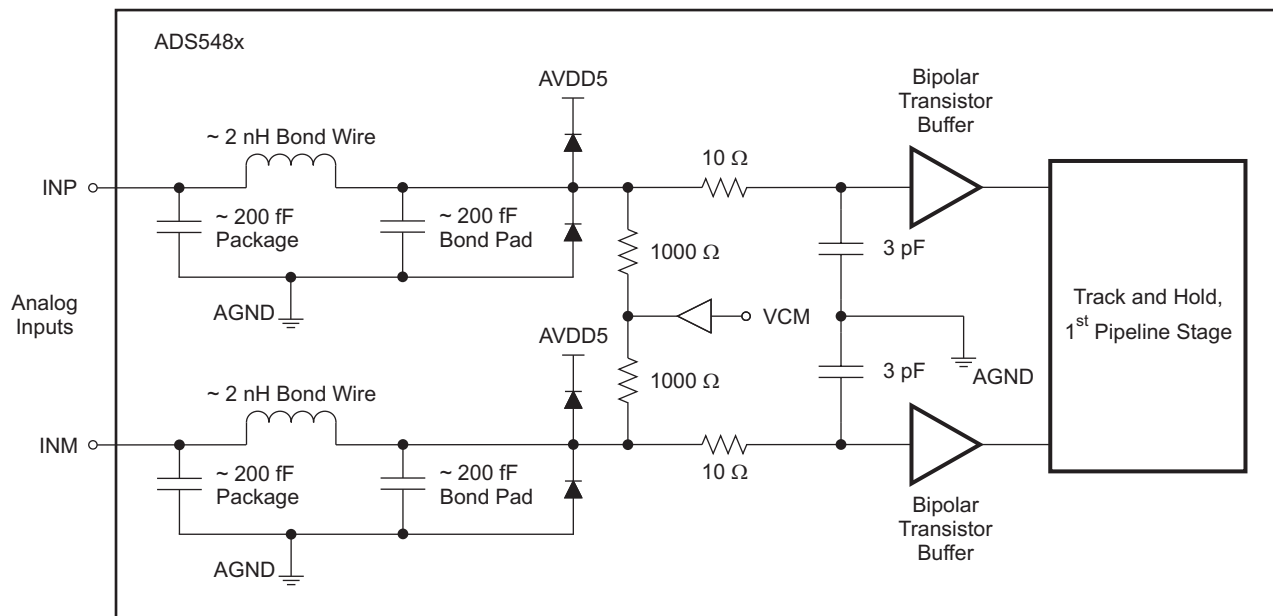 ADS548x
AVDD5
Bipolar
Transistor
Buffer
~ 2 nH Bond Wire
10 Ω
INP
~ 200 fF
Package
~ 200 fF
Bond Pad
1000 Ω
3 pF
AGND
Analog
Inputs
VCM
Track and Hold,
1st Pipeline Stage
AVDD5
1000 Ω
3 pF
AGND
~ 2 nH Bond Wire
INM
10 Ω
~ 200 fF
Package
~ 200 fF
Bond Pad
Bipolar
Transistor
Buffer
AGND